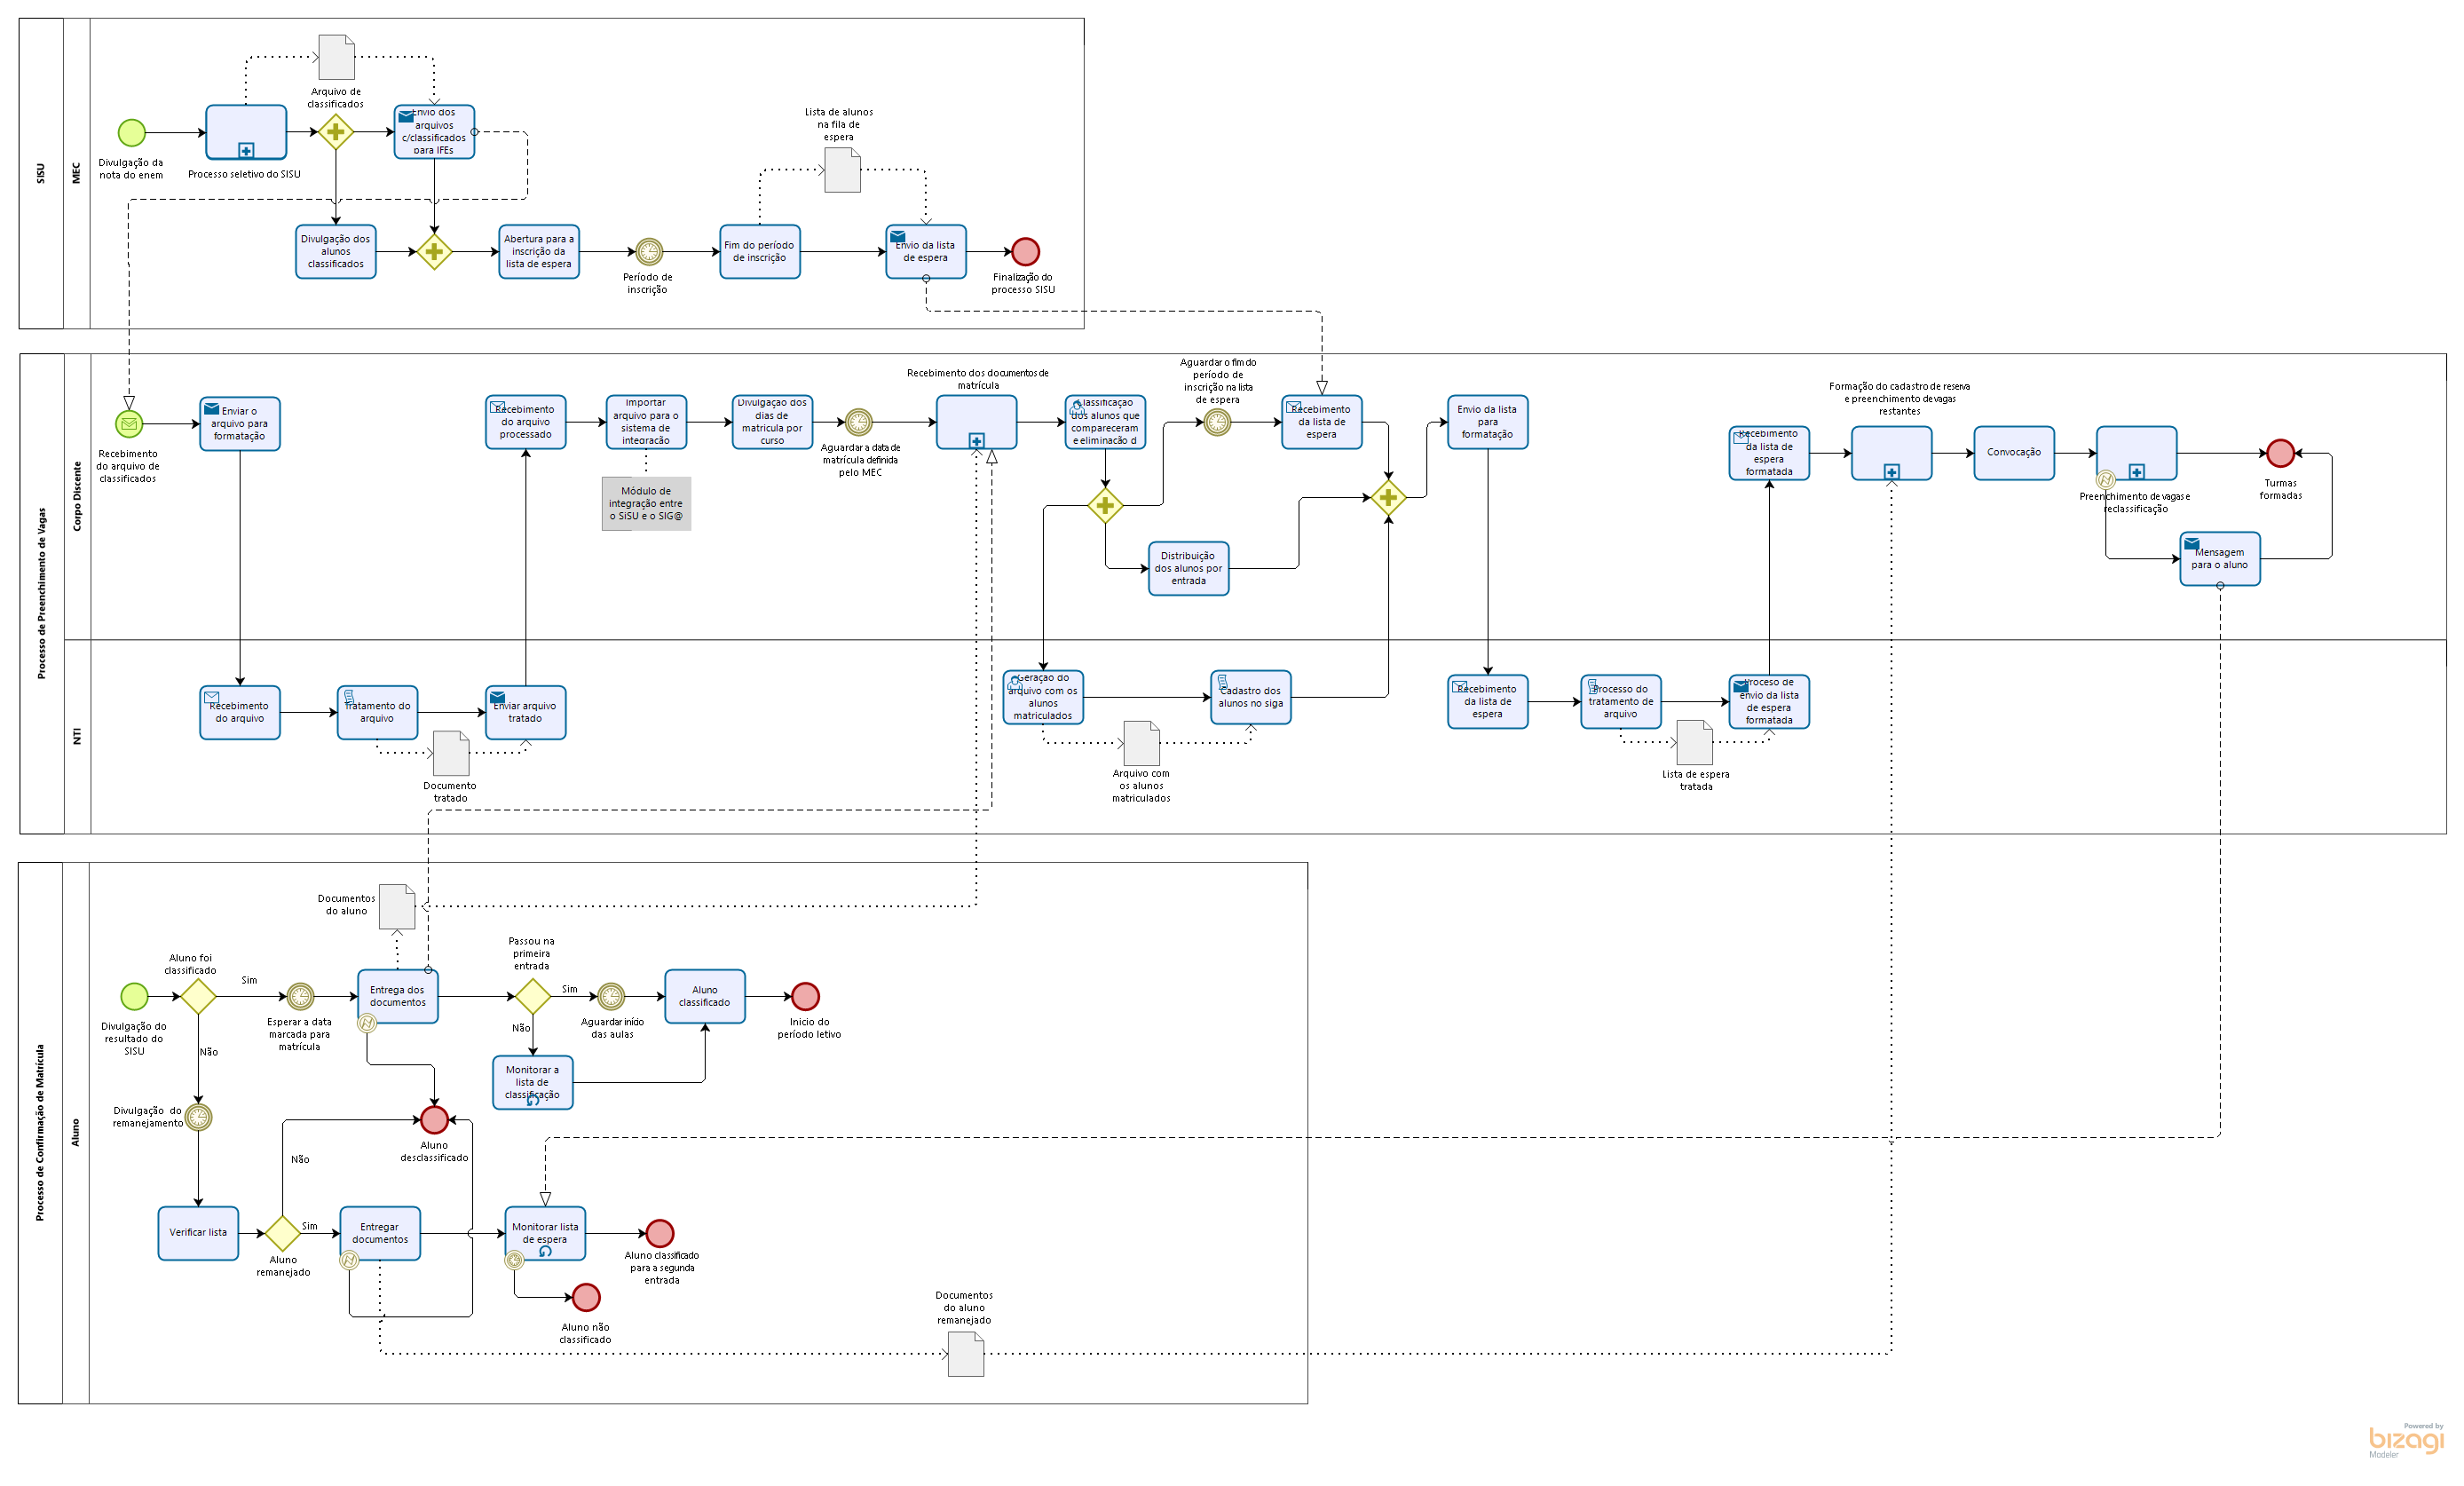 SISU
MEC
Arquivo de
classificados
Divulgação da
nota do enem
Processo seletivo do SISU
Envio dos
arquivos
c/classificados
para IFEs
Lista de alunos
na fila de
espera
Divulgação dos
alunos
classificados
Abertura para a
inscrição da
lista de espera
Período de
inscrição
Fim do período
de inscrição
Envio da lista
de espera
Finalização do
processo SISU
Processo de Preenchimento de Vagas
Corpo Discente
Recebimento
do arquivo de
classificados
Enviar o
arquivo para
formatação
Recebimento
do arquivo
processado
Importar
arquivo para o
sistema de
integração
Módulo de
integração entre
o SiSU e o SIG@
Divulgação dos
dias de
matricula por
curso
Aguardar a data de
matrícula definida
pelo MEC
Recebimento dos documentos de
matrícula
Classificação
dos alunos que
compareceram
e eliminação d
Aguardar o fim do
período de
inscrição na lista
de espera
Recebimento
da lista de
espera
Distribuição
dos alunos por
entrada
Envio da lista
para
formatação
Recebimento
da lista de
espera
formatada
Formação do cadastro de reserva
e preenchimento de vagas
restantes
Convocação
Preenchimento de vagas e
reclassificação
Turmas
formadas
Mensagem
para o aluno
NTI
Recebimento
do arquivo
Tratamento do
arquivo
Enviar arquivo
tratado
Documento
tratado
Geração do
arquivo com os
alunos
matriculados
Cadastro dos
alunos no siga
Arquivo com
os alunos
matriculados
Recebimento
da lista de
espera
Processo do
tratamento de
arquivo
Proceso de
envio da lista
de espera
formatada
Lista de espera
tratada
Processo de Confirmação de Matrícula
Aluno
Documentos
do aluno
Divulgação do
resultado do
SISU
Aluno foi
classificado
Sim
Não
Esperar a data
marcada para
matrícula
Entrega dos
documentos
Passou na
primeira
entrada
Sim
Não
Aguardar início
das aulas
Aluno
classificado
Inicio do
período letivo
Monitorar a
lista de
classificação
Divulgação do
remanejamento
Aluno
desclassificado
Não
Verificar lista
Aluno
remanejado
Sim
Entregar
documentos
Monitorar lista
de espera
Aluno classificado
para a segunda
entrada
Aluno não
classificado
Documentos
do aluno
remanejado
Powered by
bizagi
Modeler